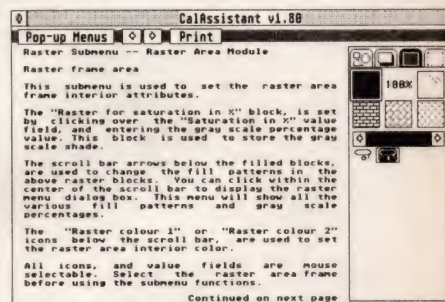 CalAssistant v1.80
Pop-up Menus Print
Raster Submenu -- Raster Area Module
Raster frame area
This submenu is used to set the raster area
frame interior attributes.
The "Raster for saturation in %" block, is set
by clicking over the "Saturation in %" value
field, and entering the gray scale percentage
value. This block is used to store the gray
scale shade.
The scroll bar arrows below the filled blocks,
are used to change the fill patterns in the
above raster blocks. You can click within the
center of the scroll bar to display the raster
menu dialog box. This menu will show all the
various fill patterns and gray scale
percentages.
The "Raster colour 1" or "Raster colour 2"
icons below the scroll bar, are used to set
the raster area interior color.
All icons, and value fields are mouse
selectable. Select the raster area frame
before using the submenu functions.
Continued on next page
100%